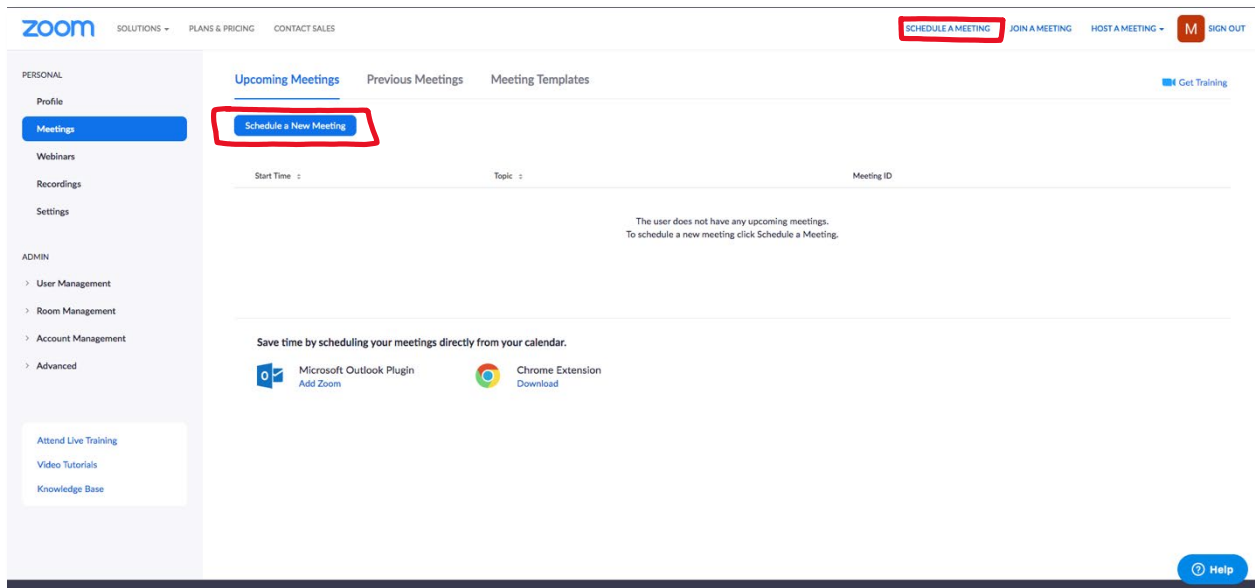 zoom SOLUTIONS PLANS & PRICING CONTACT SALES SCHEDULE A MEETING JOIN A MEETING HOST A MEETING M SIGN OUT
PERSONAL
Profile
Meetings
Webinars
Recordings
Settings
ADMIN
> User Management
> Room Management
> Account Management
> Advanced
Attend Live Training
Video Tutorials
Knowledge Base
Upcoming Meetings Previous Meetings Meeting Templates
Get Training
Schedule a New Meeting
Start Time Topic Meeting ID
The user does not have any upcoming meetings.
To schedule a new meeting click Schedule a Meeting.
Save time by scheduling your meetings directly from your calendar.
Microsoft Outlook Plugin
Add Zoom
Chrome Extension
Download
? Help